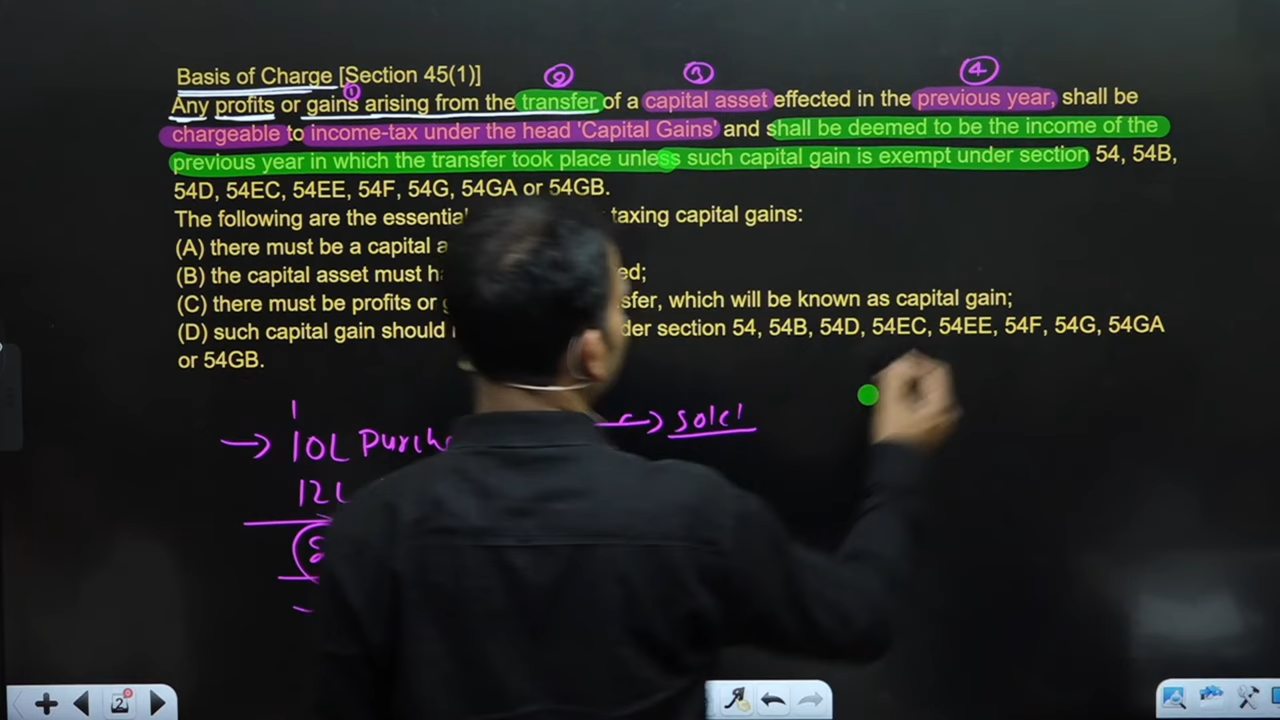 Basis of Charge [Section 45(1)]
② ③ ④
①
Any profits or gains arising from the transfer of a capital asset effected in the previous year, shall be
chargeable to income-tax under the head 'Capital Gains' and shall be deemed to be the income of the
previous year in which the transfer took place unless such capital gain is exempt under section 54, 54B,
54D, 54EC, 54EE, 54F, 54G, 54GA or 54GB.
The following are the essential taxing capital gains:
(A) there must be a capital
(B) the capital asset must
(C) there must be profits or which will be known as capital gain;
(D) such capital gain should section 54, 54B, 54D, 54EC, 54EE, 54F, 54G, 54GA
or 54GB.
10L → sold
12L
2